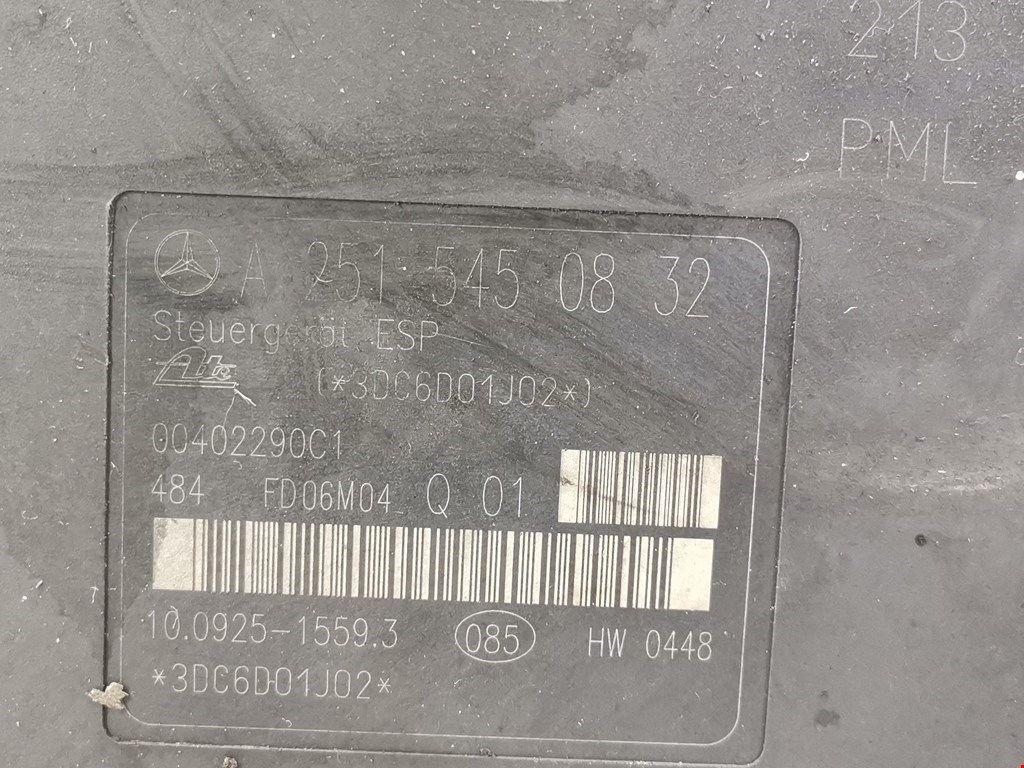 213
PML
A 251 545 08 32
Steuergerät ESP
Ate (*3DC6D01J02*)
00402290C1
484 FD06M04 Q 01
10.0925-1559.3 085 HW 0448
*3DC6D01J02*